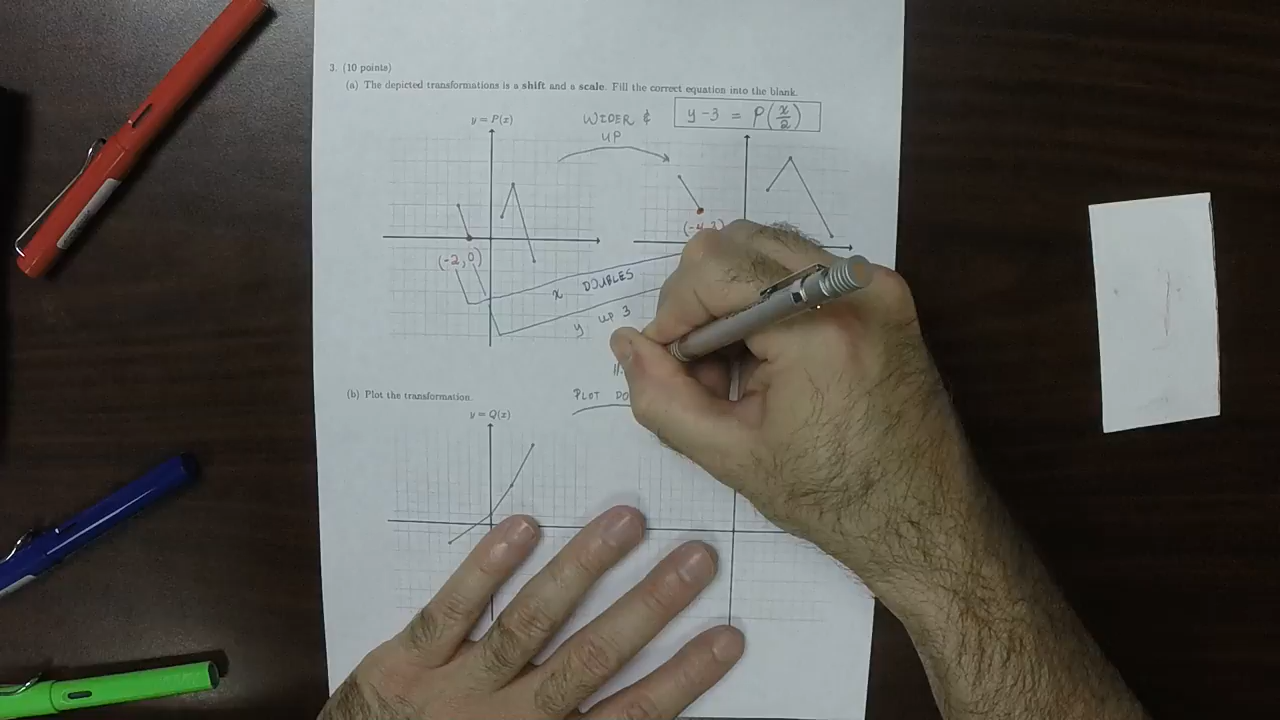 3. (10 points)
(a) The depicted transformations is a shift and a scale. Fill the correct equation into the blank.
y = P(x)
WIDER &
UP
y - 3 = P(x/2)
(-2,0)
x DOUBLES
y UP 3
(b) Plot the transformation.
PLOT
y = Q(x)